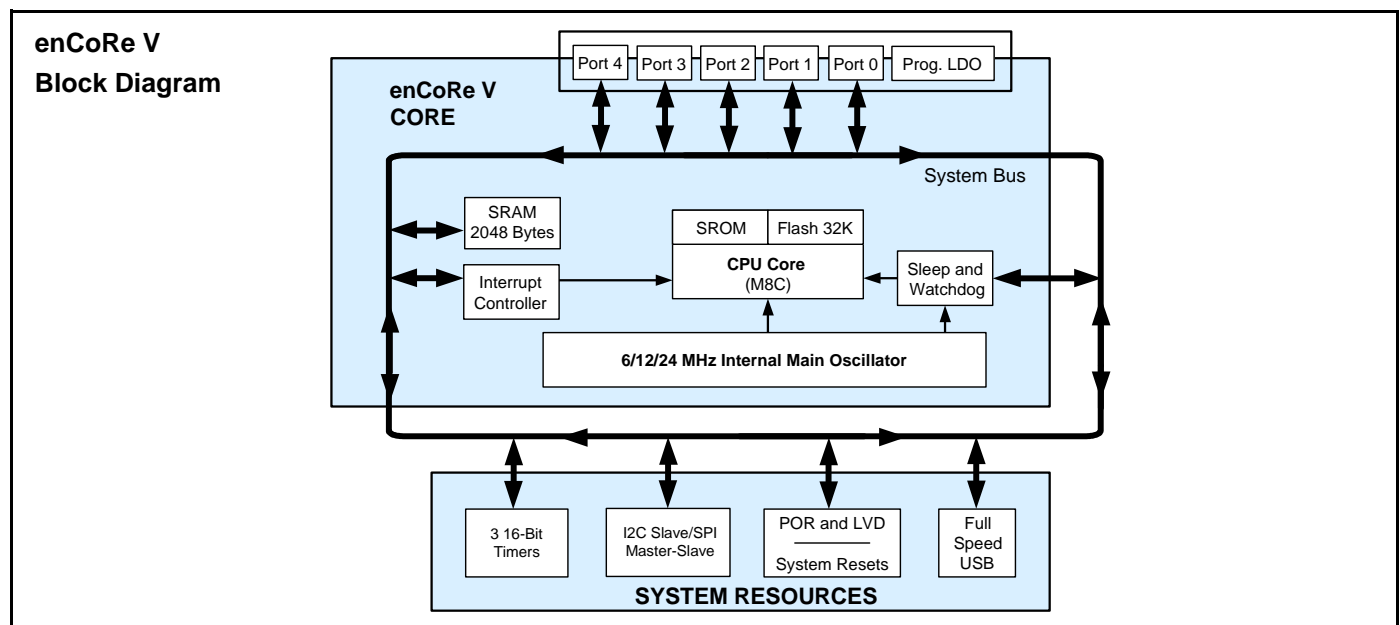 enCoRe V
Block Diagram
Port 4
Port 3
Port 2
Port 1
Port 0
Prog. LDO
enCoRe V
CORE
System Bus
SRAM
2048 Bytes
SROM
Flash 32K
CPU Core
(M8C)
Interrupt
Controller
Sleep and
Watchdog
6/12/24 MHz Internal Main Oscillator
3 16-Bit
Timers
I2C Slave/SPI
Master-Slave
POR and LVD
System Resets
Full
Speed
USB
SYSTEM RESOURCES